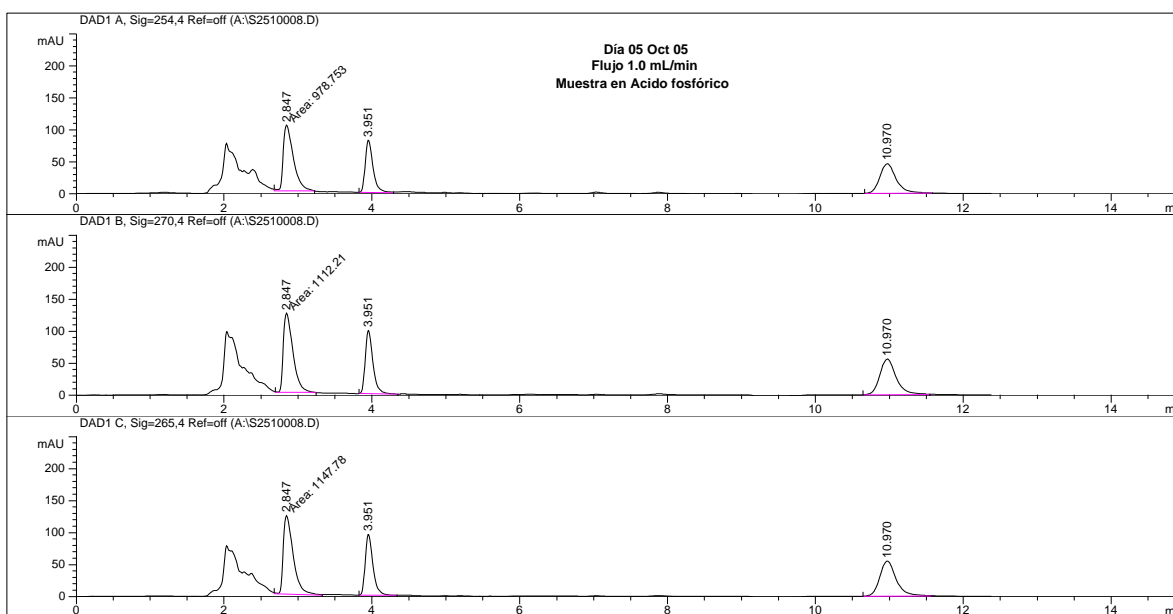 DAD1 A, Sig=254,4 Ref=off (A:\S2510008.D)
mAU
Día 05 Oct 05
Flujo 1.0 mL/min
Muestra en Acido fosfórico
200
150
100
50
0
2.847
Area: 978.753
3.951
10.970
0 2 4 6 8 10 12 14 m
DAD1 B, Sig=270,4 Ref=off (A:\S2510008.D)
mAU
200
150
100
50
0
2.847
Area: 1112.21
3.951
10.970
0 2 4 6 8 10 12 14 m
DAD1 C, Sig=265,4 Ref=off (A:\S2510008.D)
mAU
200
150
100
50
0
2.847
Area: 1147.78
3.951
10.970
0 2 4 6 8 10 12 14 m